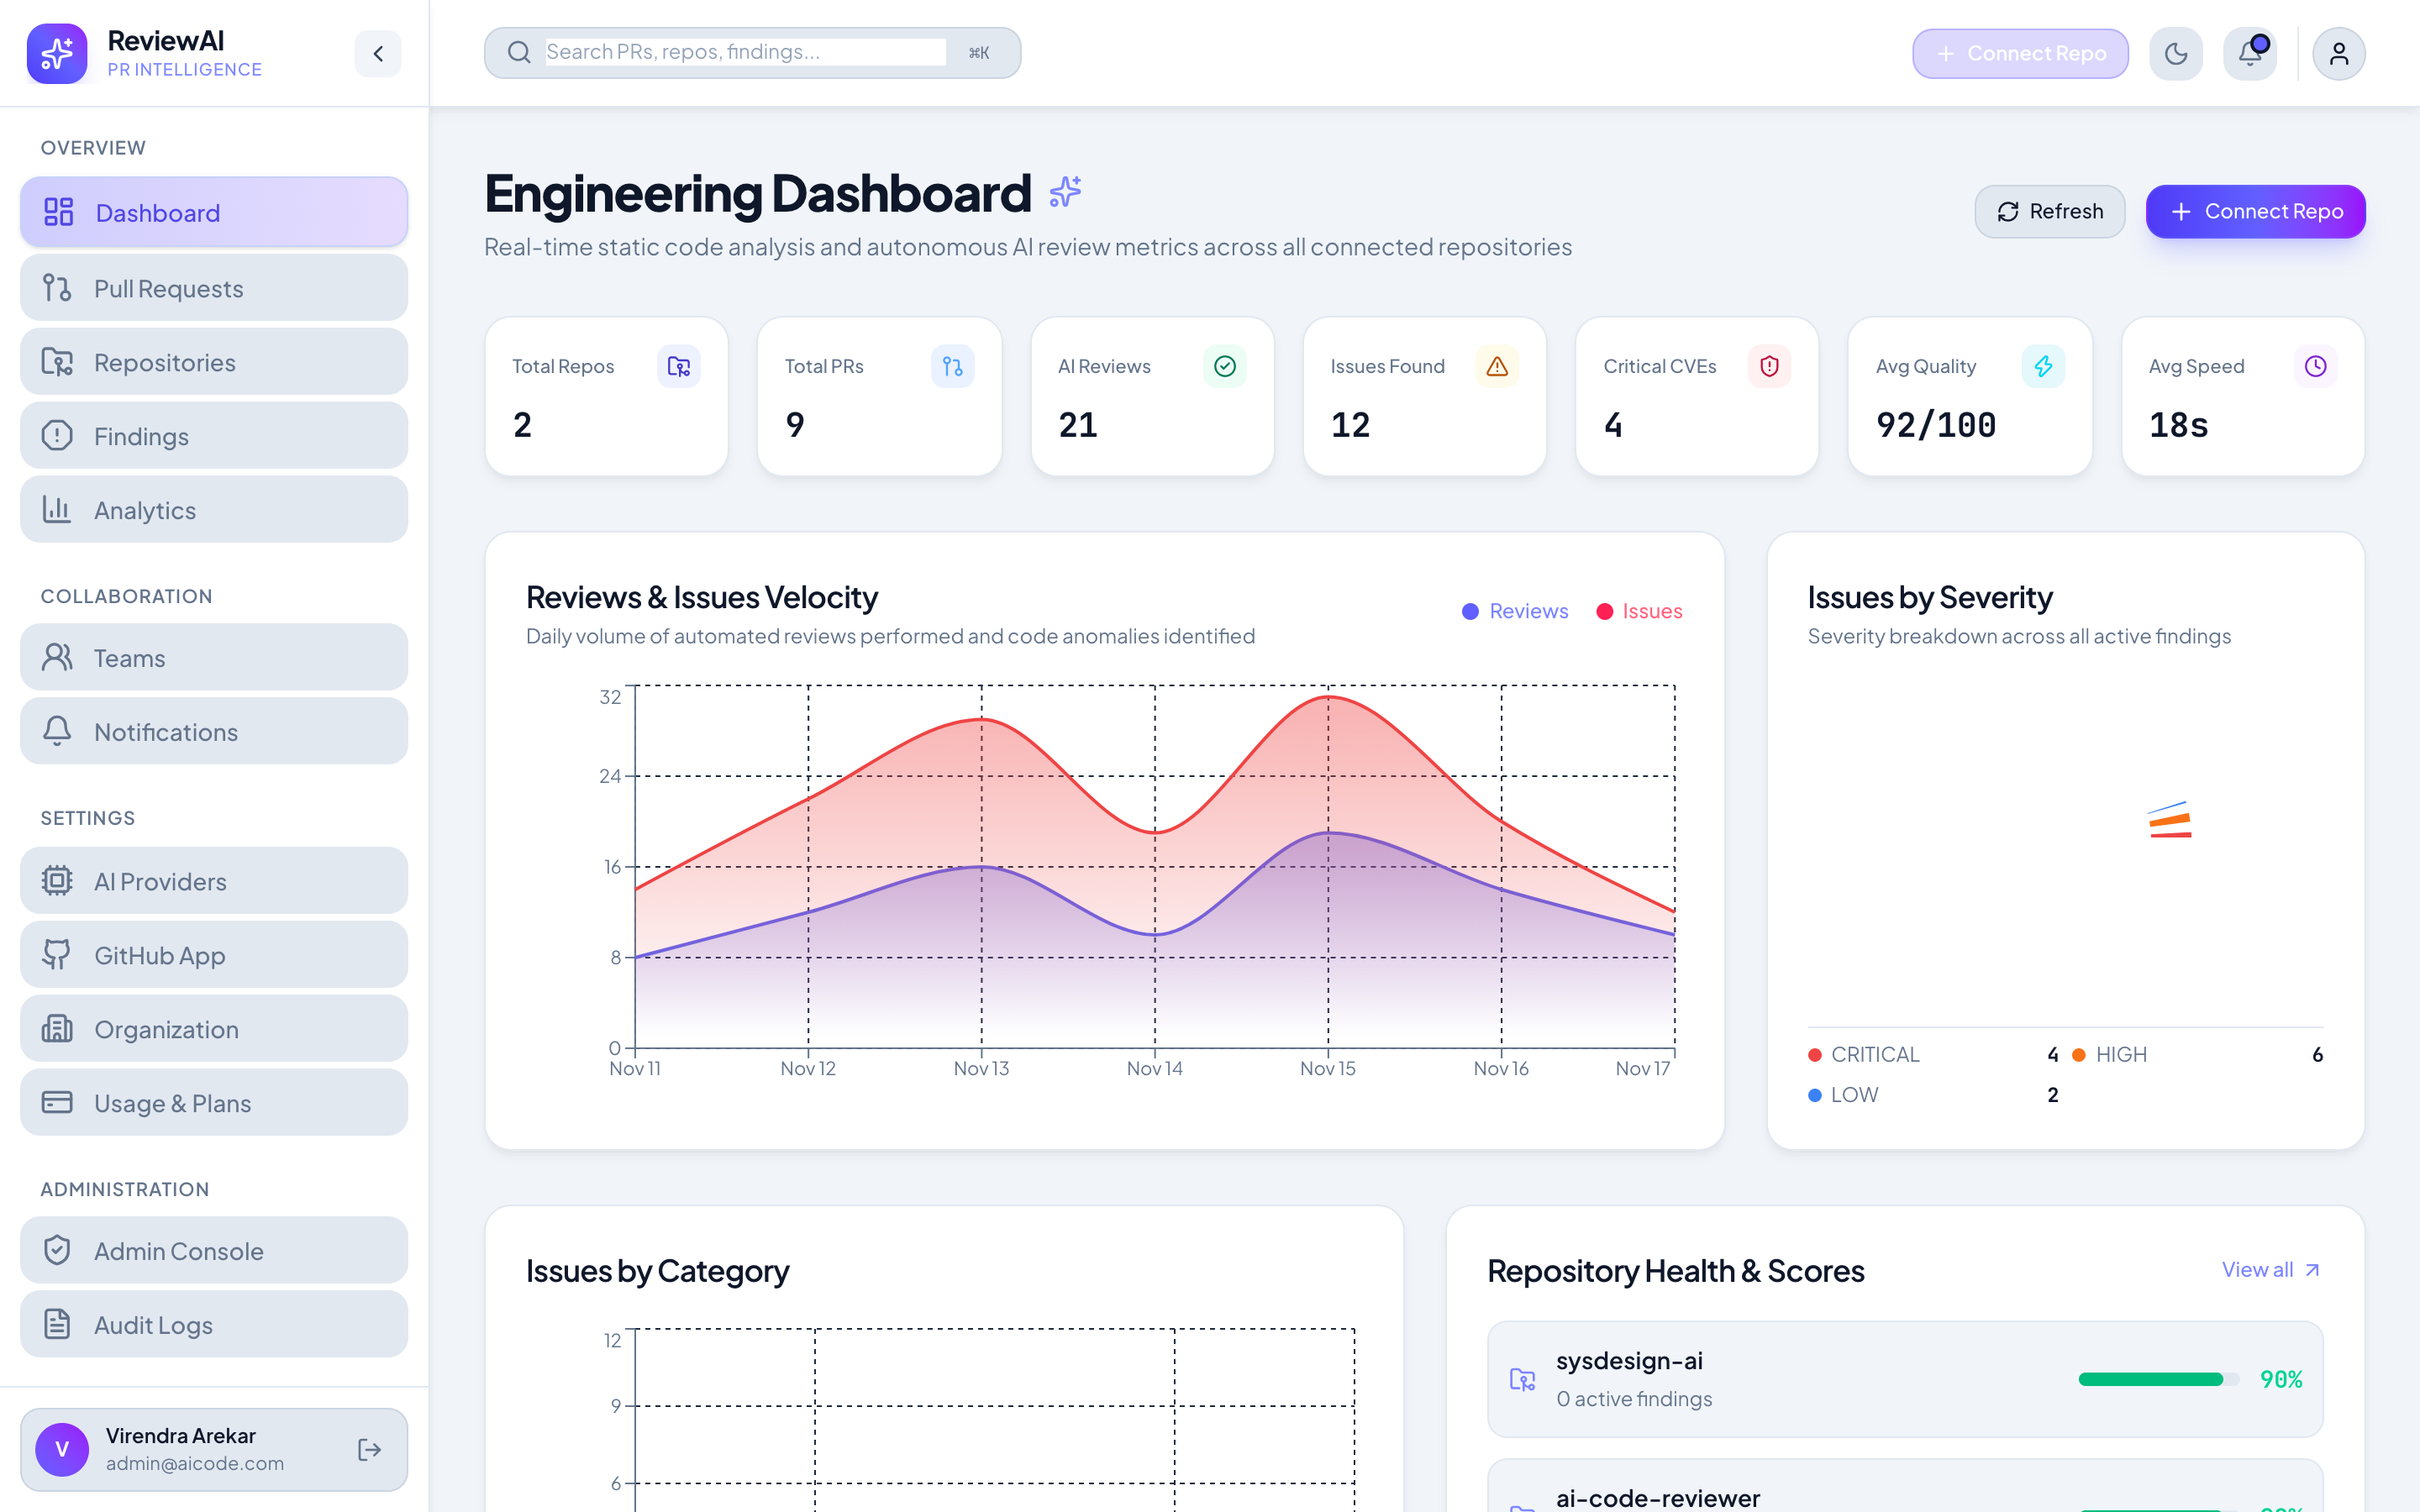 ReviewAI
PR INTELLIGENCE
Search PRs, repos, findings...
⌘K
Connect Repo
OVERVIEW
Dashboard
Pull Requests
Repositories
Findings
Analytics
COLLABORATION
Teams
Notifications
SETTINGS
AI Providers
GitHub App
Organization
Usage & Plans
ADMINISTRATION
Admin Console
Audit Logs
V
Virendra Arekar
admin@aicode.com
Engineering Dashboard
Real-time static code analysis and autonomous AI review metrics across all connected repositories
Refresh
Connect Repo
Total Repos
2
Total PRs
9
AI Reviews
21
Issues Found
12
Critical CVEs
4
Avg Quality
92/100
Avg Speed
18s
Reviews & Issues Velocity
Daily volume of automated reviews performed and code anomalies identified
Reviews
Issues
32
24
16
8
0
Nov 11
Nov 12
Nov 13
Nov 14
Nov 15
Nov 16
Nov 17
Issues by Severity
Severity breakdown across all active findings
CRITICAL 4
HIGH 6
LOW 2
Issues by Category
12
9
6
Repository Health & Scores
View all
sysdesign-ai
0 active findings
90%
ai-code-reviewer